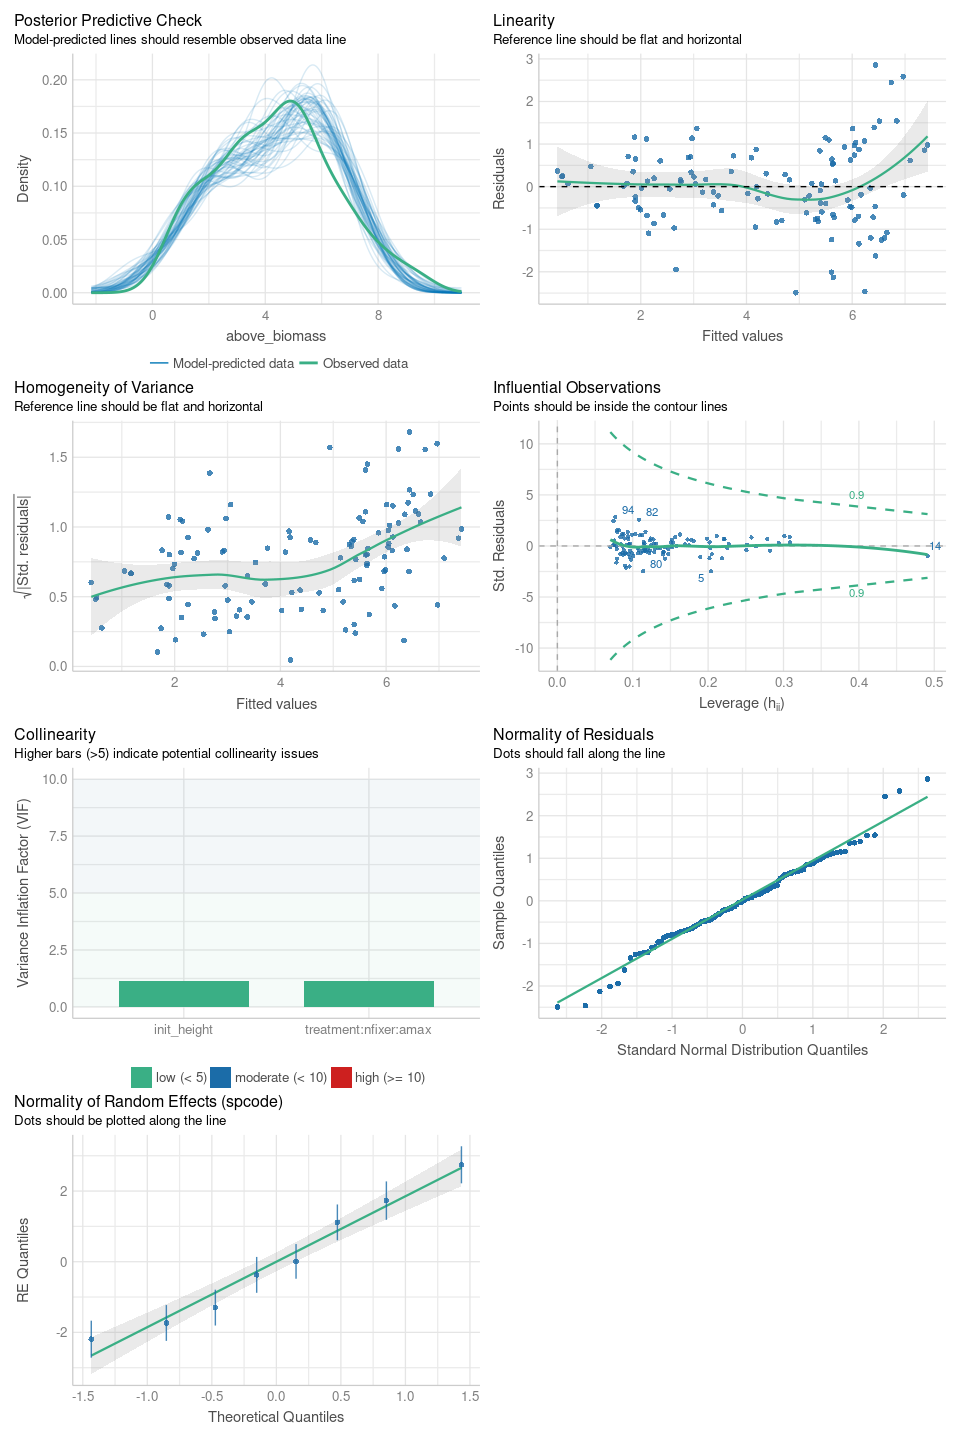 Posterior Predictive Check
Model-predicted lines should resemble observed data line
0.20
0.15
0.10
0.05
0.00
Density
0
4
8
above_biomass
Model-predicted data
Observed data
Linearity
Reference line should be flat and horizontal
3
2
1
0
-1
-2
Residuals
2
4
6
Fitted values
Homogeneity of Variance
Reference line should be flat and horizontal
1.5
1.0
0.5
0.0
√|Std. residuals|
2
4
6
Fitted values
Influential Observations
Points should be inside the contour lines
10
5
0
-5
-10
Std. Residuals
0.9
94
82
14
80
5
0.9
0.0
0.1
0.2
0.3
0.4
0.5
Leverage (hii)
Collinearity
Higher bars (>5) indicate potential collinearity issues
10.0
7.5
5.0
2.5
0.0
Variance Inflation Factor (VIF)
init_height
treatment:nfixer:amax
low (< 5)
moderate (< 10)
high (>= 10)
Normality of Residuals
Dots should fall along the line
3
2
1
0
-1
-2
Sample Quantiles
-2
-1
0
1
2
Standard Normal Distribution Quantiles
Normality of Random Effects (spcode)
Dots should be plotted along the line
2
0
-2
RE Quantiles
-1.5
-1.0
-0.5
0.0
0.5
1.0
1.5
Theoretical Quantiles